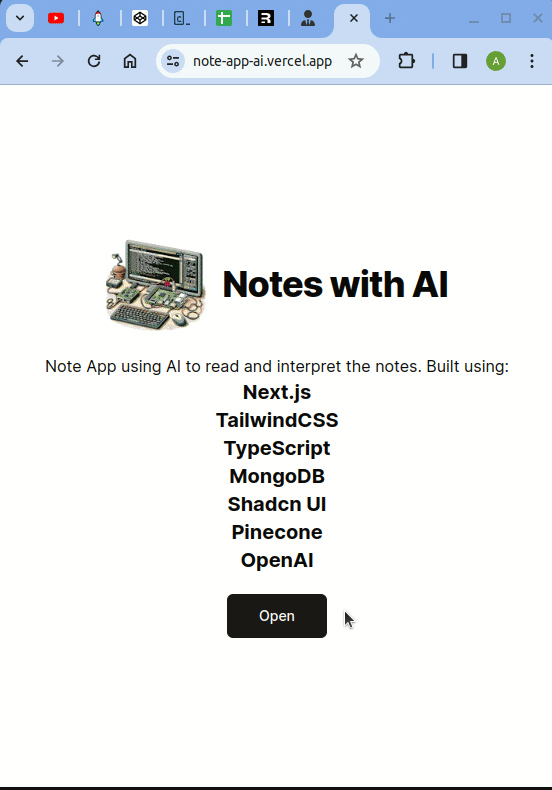 note-app-ai.vercel.app
A
Notes with AI
Note App using AI to read and interpret the notes. Built using:
Next.js
TailwindCSS
TypeScript
MongoDB
Shadcn UI
Pinecone
OpenAI
Open